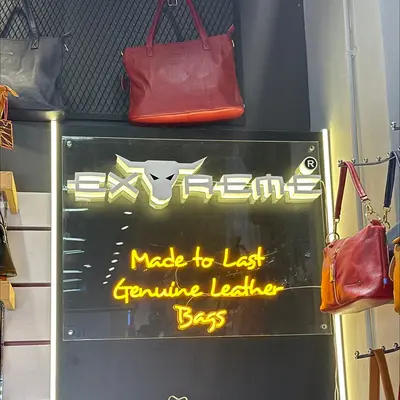 EXTREME®
Made to Last
Genuine Leather
Bags